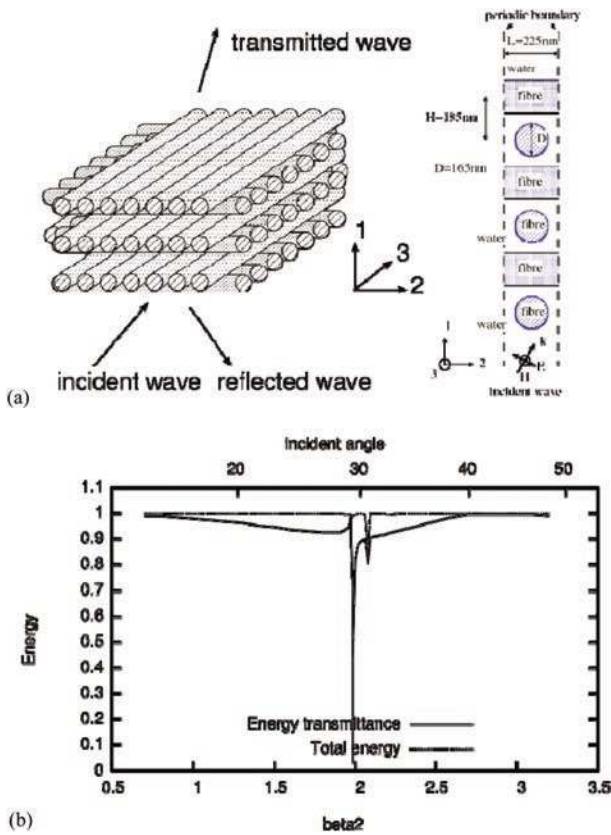 transmitted wave
1
3
2
incident wave reflected wave
(a)
periodic boundary
L=225nm
water
fibre
H=185nm
D
D=165nm
fibre
water
fibre
fibre
water
fibre
1
3 2
k
E
H
incident wave
Incident angle
20 30 40 50
1.1
1
0.9
0.8
0.7
0.6
0.5
0.4
0.3
0.2
0.1
0
Energy
Energy transmittance
Total energy
0.5 1 1.5 2 2.5 3 3.5
beta2
(b)